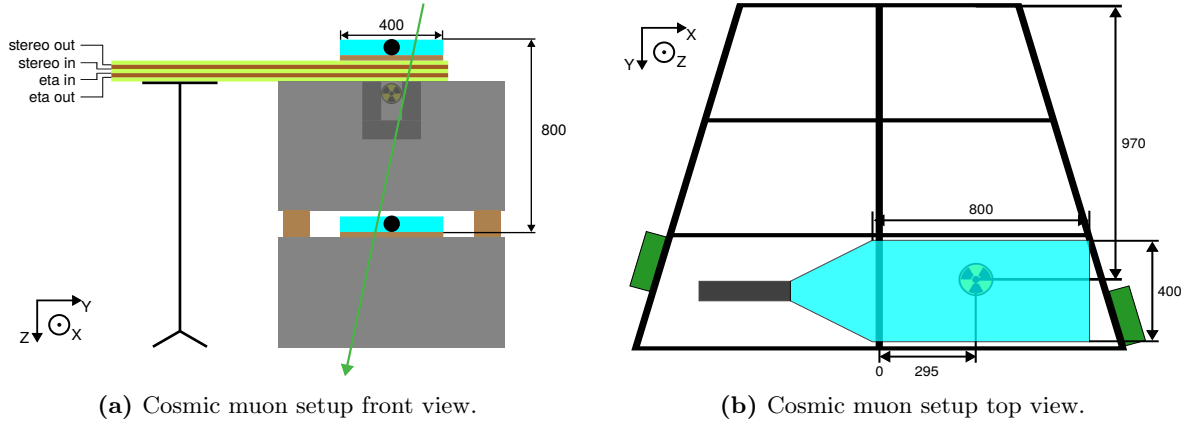 400
stereo out
stereo in
eta in
eta out
800
Y
Z
X
(a) Cosmic muon setup front view.
X
Y
Z
970
800
400
0
295
(b) Cosmic muon setup top view.